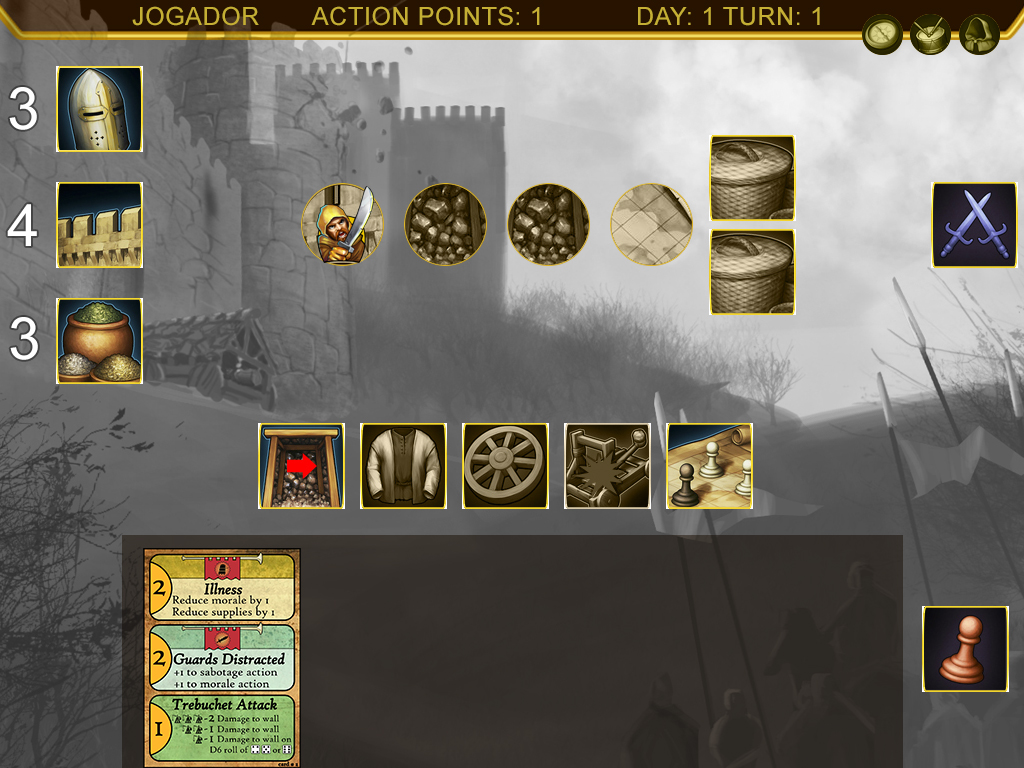 JOGADOR ACTION POINTS: 1 DAY: 1 TURN: 1
3
4
3
2
Illness
Reduce morale by 1
Reduce supplies by 1
2
Guards Distracted
+1 to sabotage action
+1 to morale action
1
Trebuchet Attack
-2 Damage to wall
-1 Damage to wall
-1 Damage to wall on
D6 roll of or